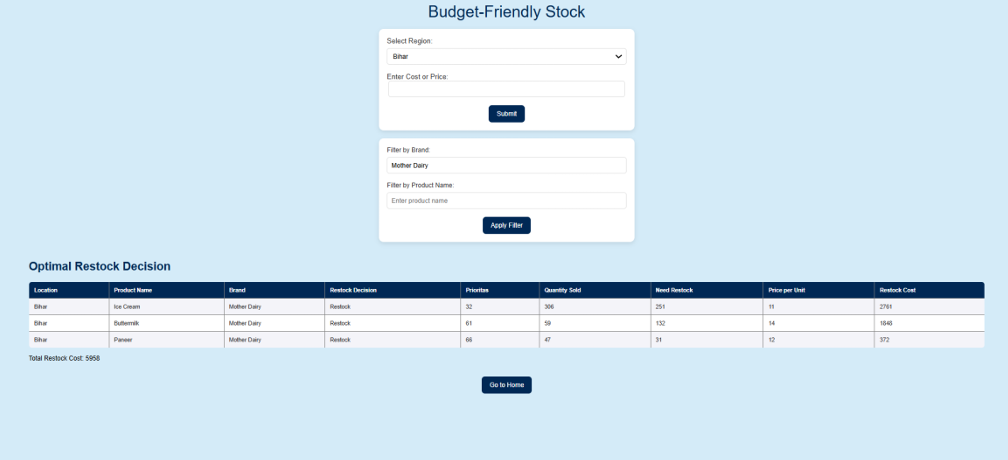 Budget-Friendly Stock
Select Region:
Bihar
Enter Cost or Price:
Submit
Filter by Brand:
Mother Dairy
Filter by Product Name:
Enter product name
Apply Filter
Optimal Restock Decision
Location Product Name Brand Restock Decision Prioritas Quantity Sold Need Restock Price per Unit Restock Cost
Bihar Ice Cream Mother Dairy Restock 32 306 251 11 2761
Bihar Buttermilk Mother Dairy Restock 61 59 132 14 1848
Bihar Paneer Mother Dairy Restock 66 47 31 12 372
Total Restock Cost: 5958
Go to Home